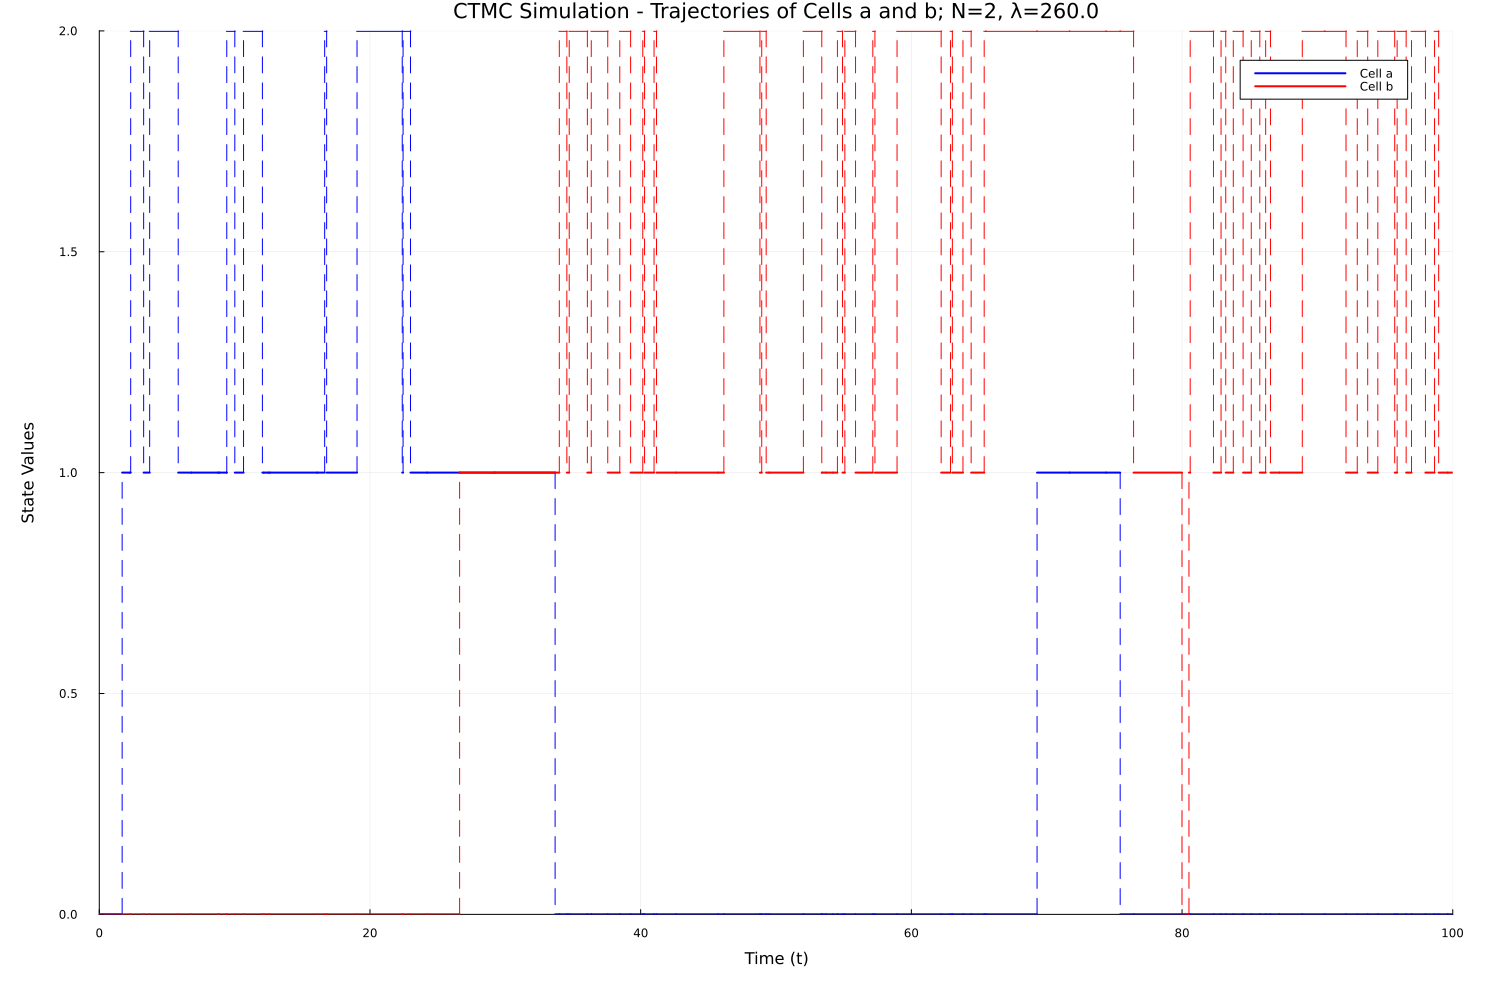 CTMC Simulation - Trajectories of Cells a and b; N=2, λ=260.0
2.0
Cell a
Cell b
1.5
State Values
1.0
0.5
0.0
0 20 40 60 80 100
Time (t)